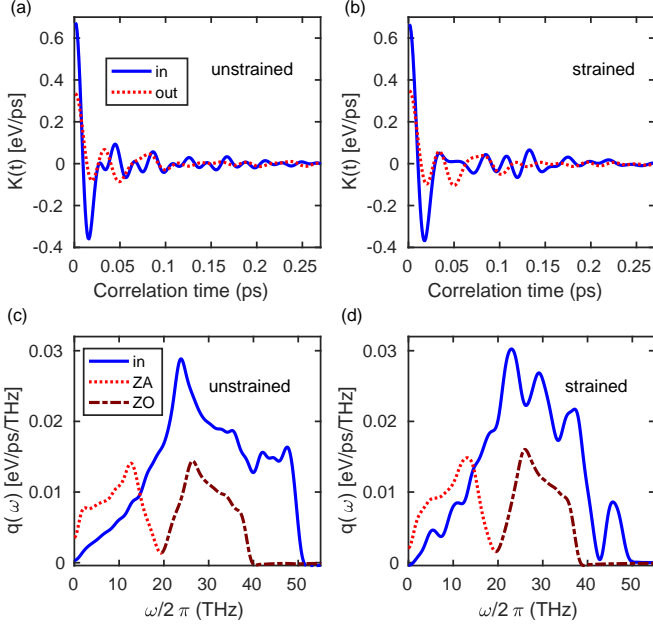 (a)
K(t) [eV/ps]
0.6
0.4
0.2
0
-0.2
-0.4
in
out
unstrained
0 0.05 0.1 0.15 0.2 0.25
Correlation time (ps)
(b)
K(t) [eV/ps]
0.6
0.4
0.2
0
-0.2
-0.4
strained
0 0.05 0.1 0.15 0.2 0.25
Correlation time (ps)
(c)
q(ω) [eV/ps/THz]
0.03
0.02
0.01
0
in
ZA
ZO
unstrained
0 10 20 30 40 50
ω/2 π (THz)
(d)
q(ω) [eV/ps/THz]
0.03
0.02
0.01
0
strained
0 10 20 30 40 50
ω/2 π (THz)